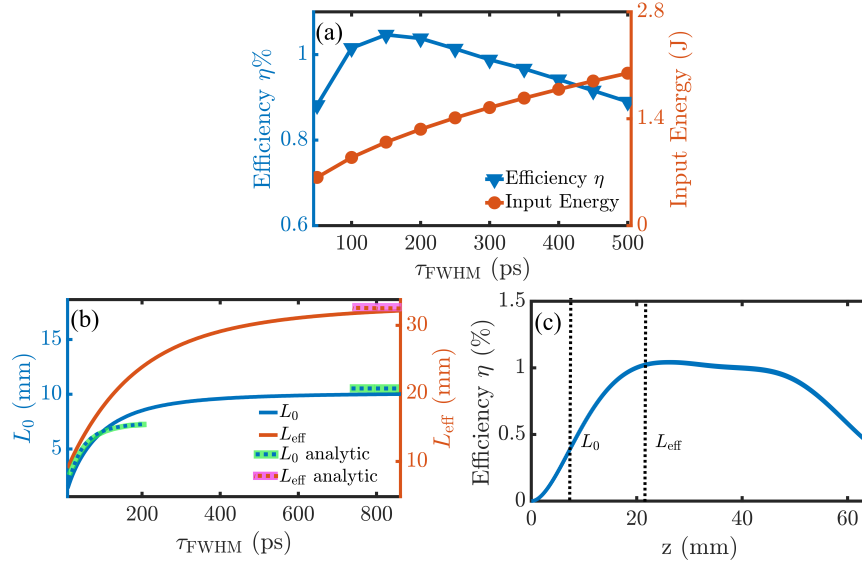 (a)
Efficiency η%
1
0.8
0.6
2.8
1.4
0
Input Energy (J)
Efficiency η
Input Energy
100 200 300 400 500
τFWHM (ps)
(b)
L0 (mm)
15
10
5
30
20
10
Leff (mm)
L0
Leff
L0 analytic
Leff analytic
200 400 600 800
τFWHM (ps)
(c)
Efficiency η (%)
1.5
1
0.5
0
L0
Leff
0 20 40 60
z (mm)